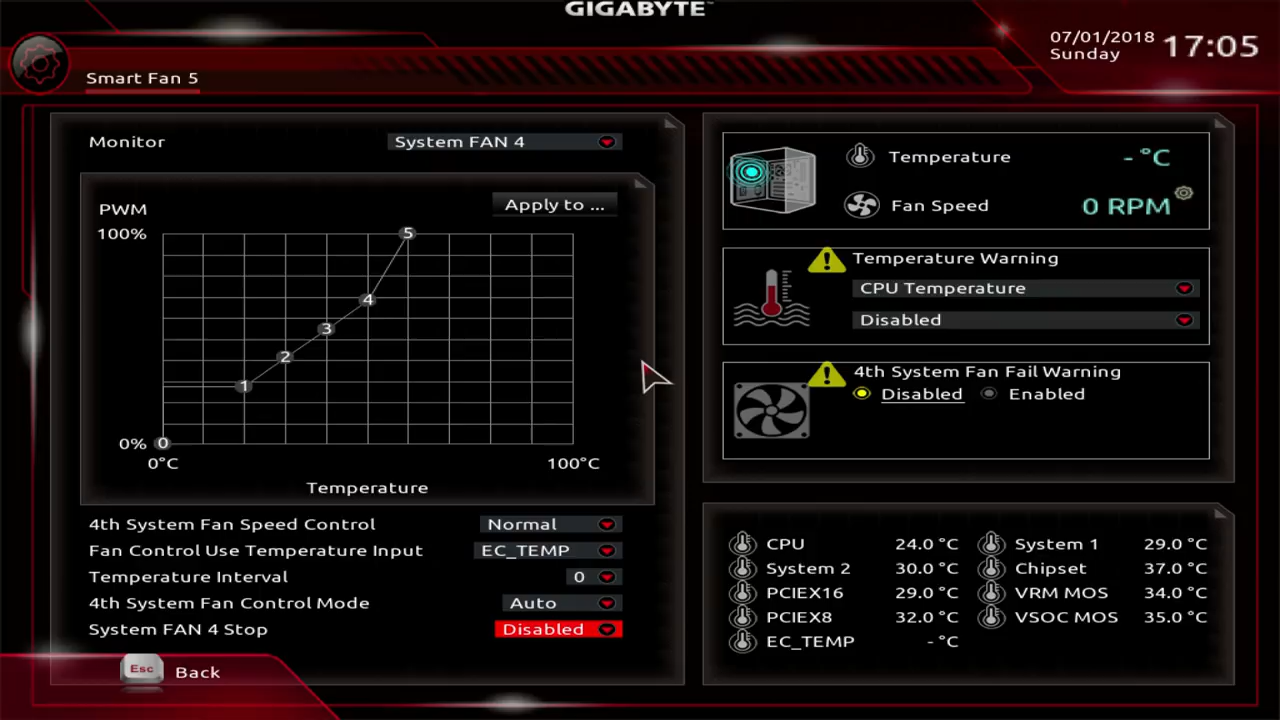 GIGABYTE™
07/01/2018
Sunday
17:05
Smart Fan 5
Monitor
System FAN 4
PWM
Apply to ...
100%
5
4
3
2
1
0%
0
0°C
100°C
Temperature
4th System Fan Speed Control
Normal
Fan Control Use Temperature Input
EC_TEMP
Temperature Interval
0
4th System Fan Control Mode
Auto
System FAN 4 Stop
Disabled
Esc
Back
Temperature
- °C
Fan Speed
0 RPM
Temperature Warning
CPU Temperature
Disabled
4th System Fan Fail Warning
Disabled
Enabled
CPU 24.0 °C
System 1 29.0 °C
System 2 30.0 °C
Chipset 37.0 °C
PCIEX16 29.0 °C
VRM MOS 34.0 °C
PCIEX8 32.0 °C
VSOC MOS 35.0 °C
EC_TEMP - °C